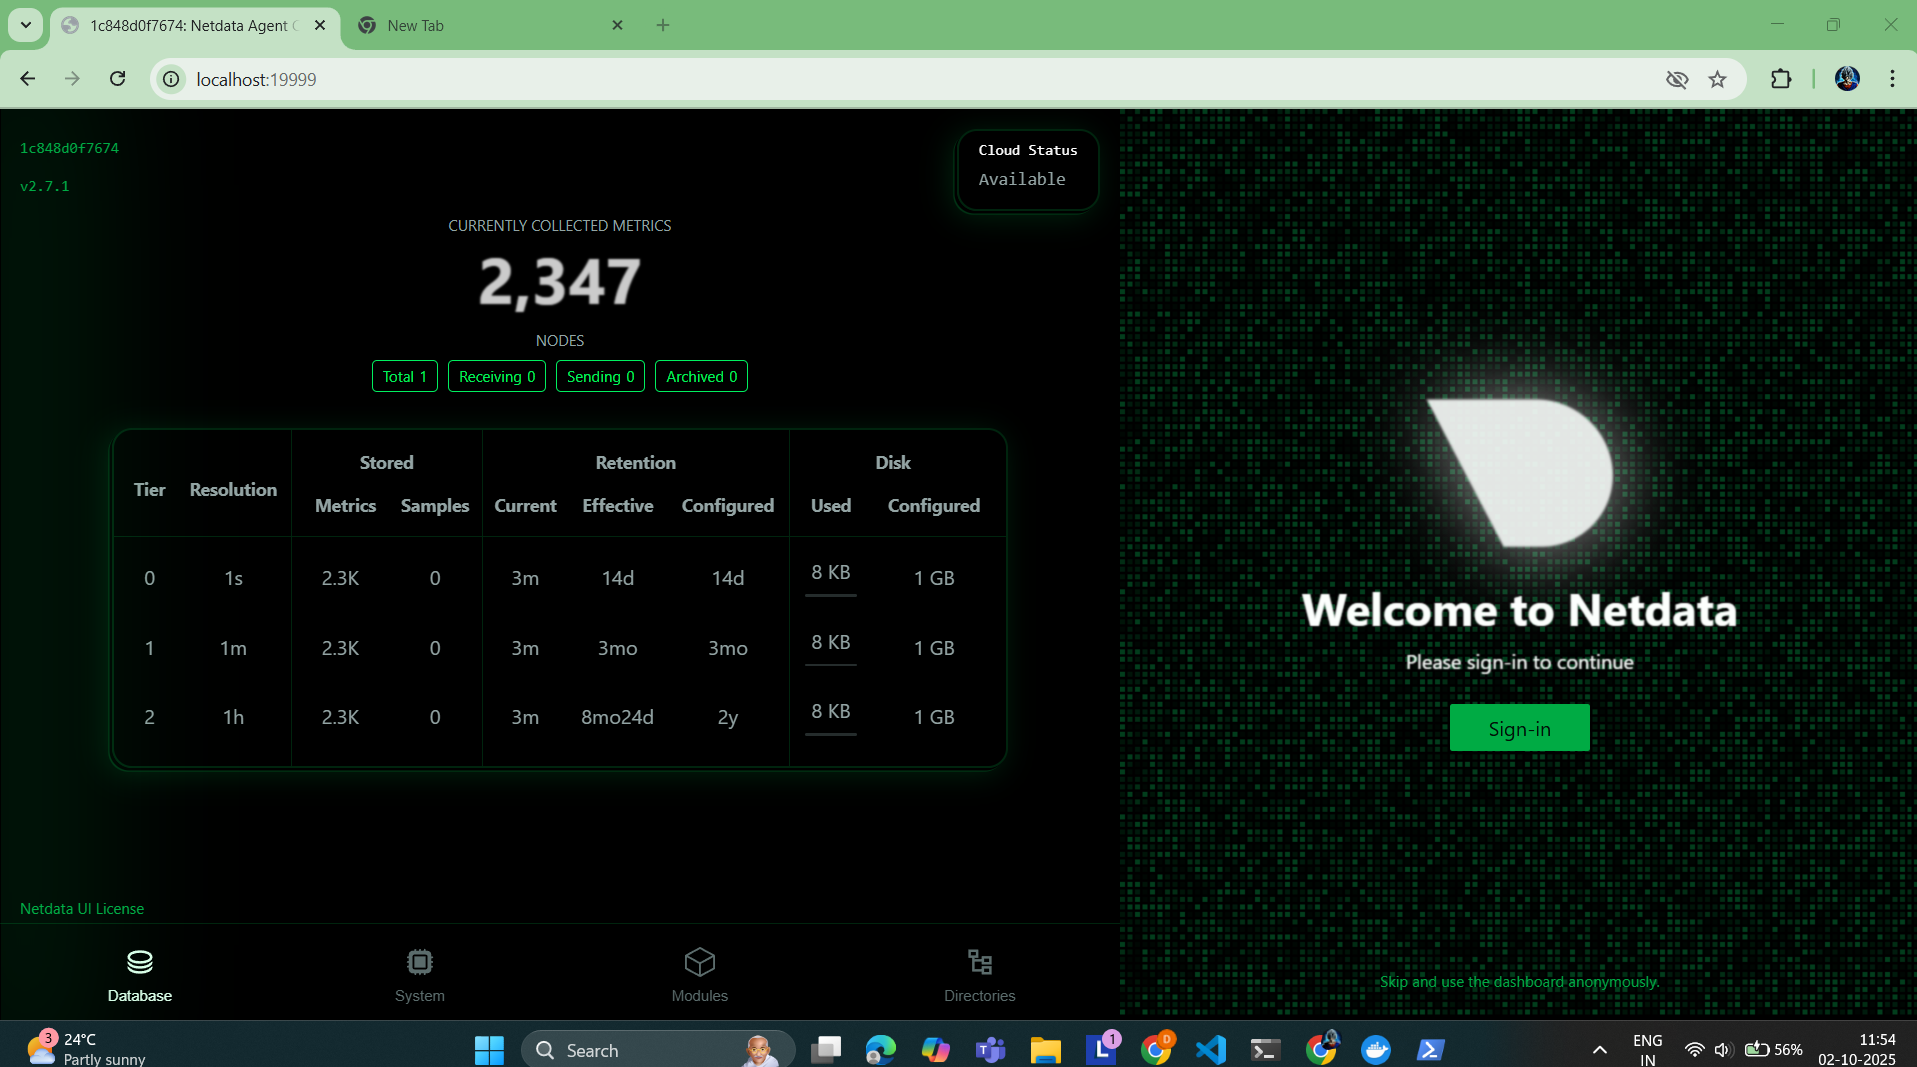 1c848d0f7674: Netdata Agent C
New Tab
localhost:19999
1c848d0f7674
v2.7.1
Cloud Status
Available
CURRENTLY COLLECTED METRICS
2,347
NODES
Total 1 Receiving 0 Sending 0 Archived 0
Stored Retention Disk
Tier Resolution
Metrics Samples Current Effective Configured Used Configured
0 1s 2.3K 0 3m 14d 14d 8 KB 1 GB
1 1m 2.3K 0 3m 3mo 3mo 8 KB 1 GB
2 1h 2.3K 0 3m 8mo24d 2y 8 KB 1 GB
Netdata UI License
Database System Modules Directories
Welcome to Netdata
Please sign-in to continue
Sign-in
Skip and use the dashboard anonymously.
3
24°C
Partly sunny
Search
T
L
1
D
ENG
IN
56%
11:54
02-10-2025